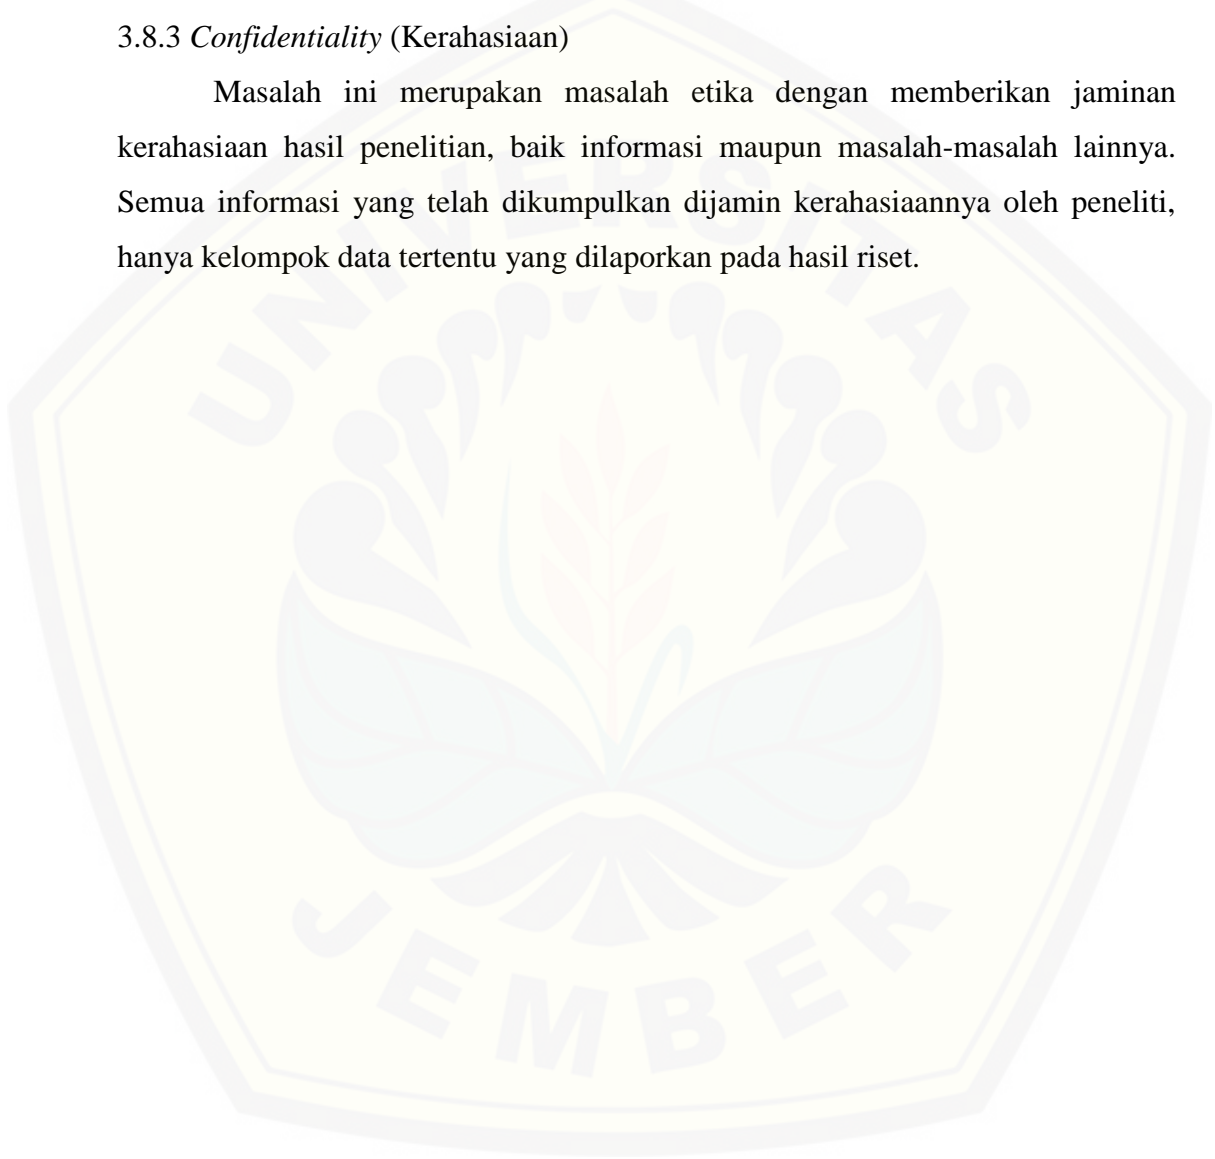 3.8.3 Confidentiality (Kerahasiaan)
Masalah ini merupakan masalah etika dengan memberikan jaminan
kerahasiaan hasil penelitian, baik informasi maupun masalah-masalah lainnya.
Semua informasi yang telah dikumpulkan dijamin kerahasiaannya oleh peneliti,
hanya kelompok data tertentu yang dilaporkan pada hasil riset.
UNIVERSITAS
JEMBER